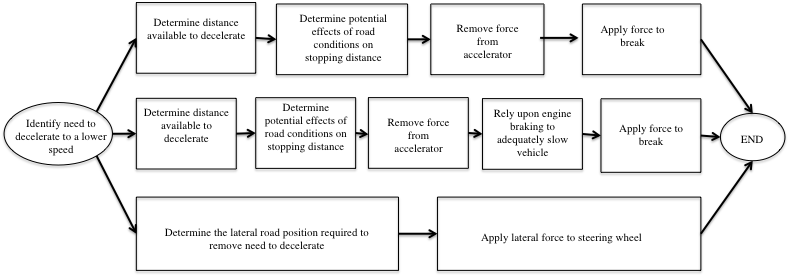 Determine distance
available to decelerate
Determine potential
effects of road
conditions on
stopping distance
Remove force
from
accelerator
Apply force to
break
Identify need to
decelerate to a lower
speed
Determine distance
available to
decelerate
Determine
potential effects of
road conditions on
stopping distance
Remove force
from
accelerator
Rely upon engine
braking to
adequately slow
vehicle
Apply force to
break
END
Determine the lateral road position required to
remove need to decelerate
Apply lateral force to steering wheel